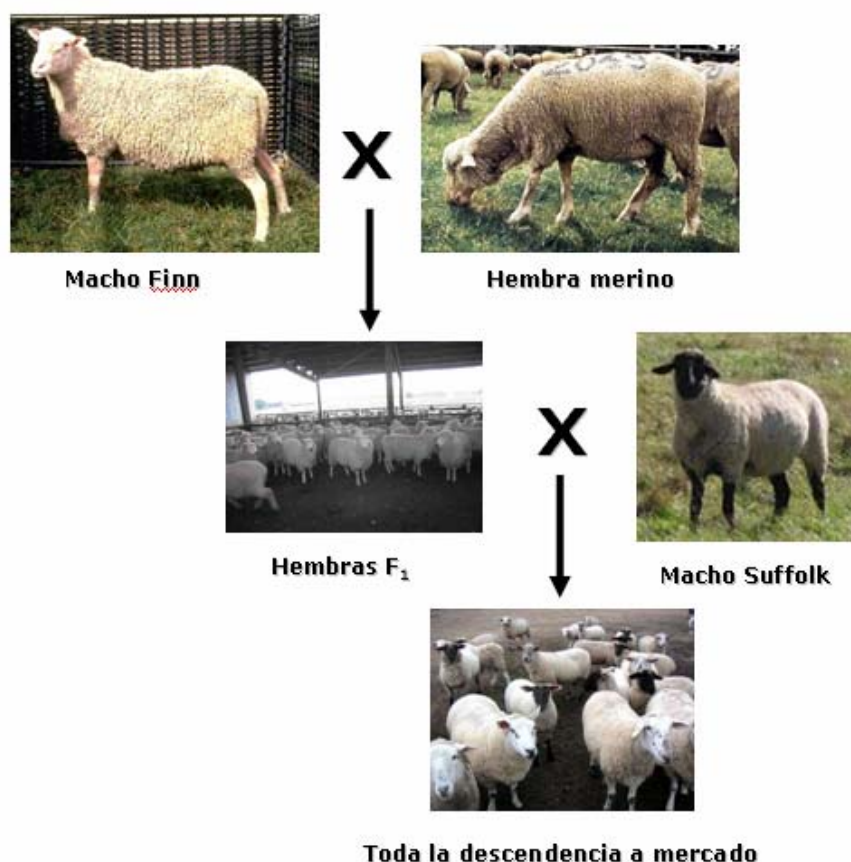 X
Macho Finn
Hembra merino
X
Hembras F₁
Macho Suffolk
Toda la descendencia a mercado